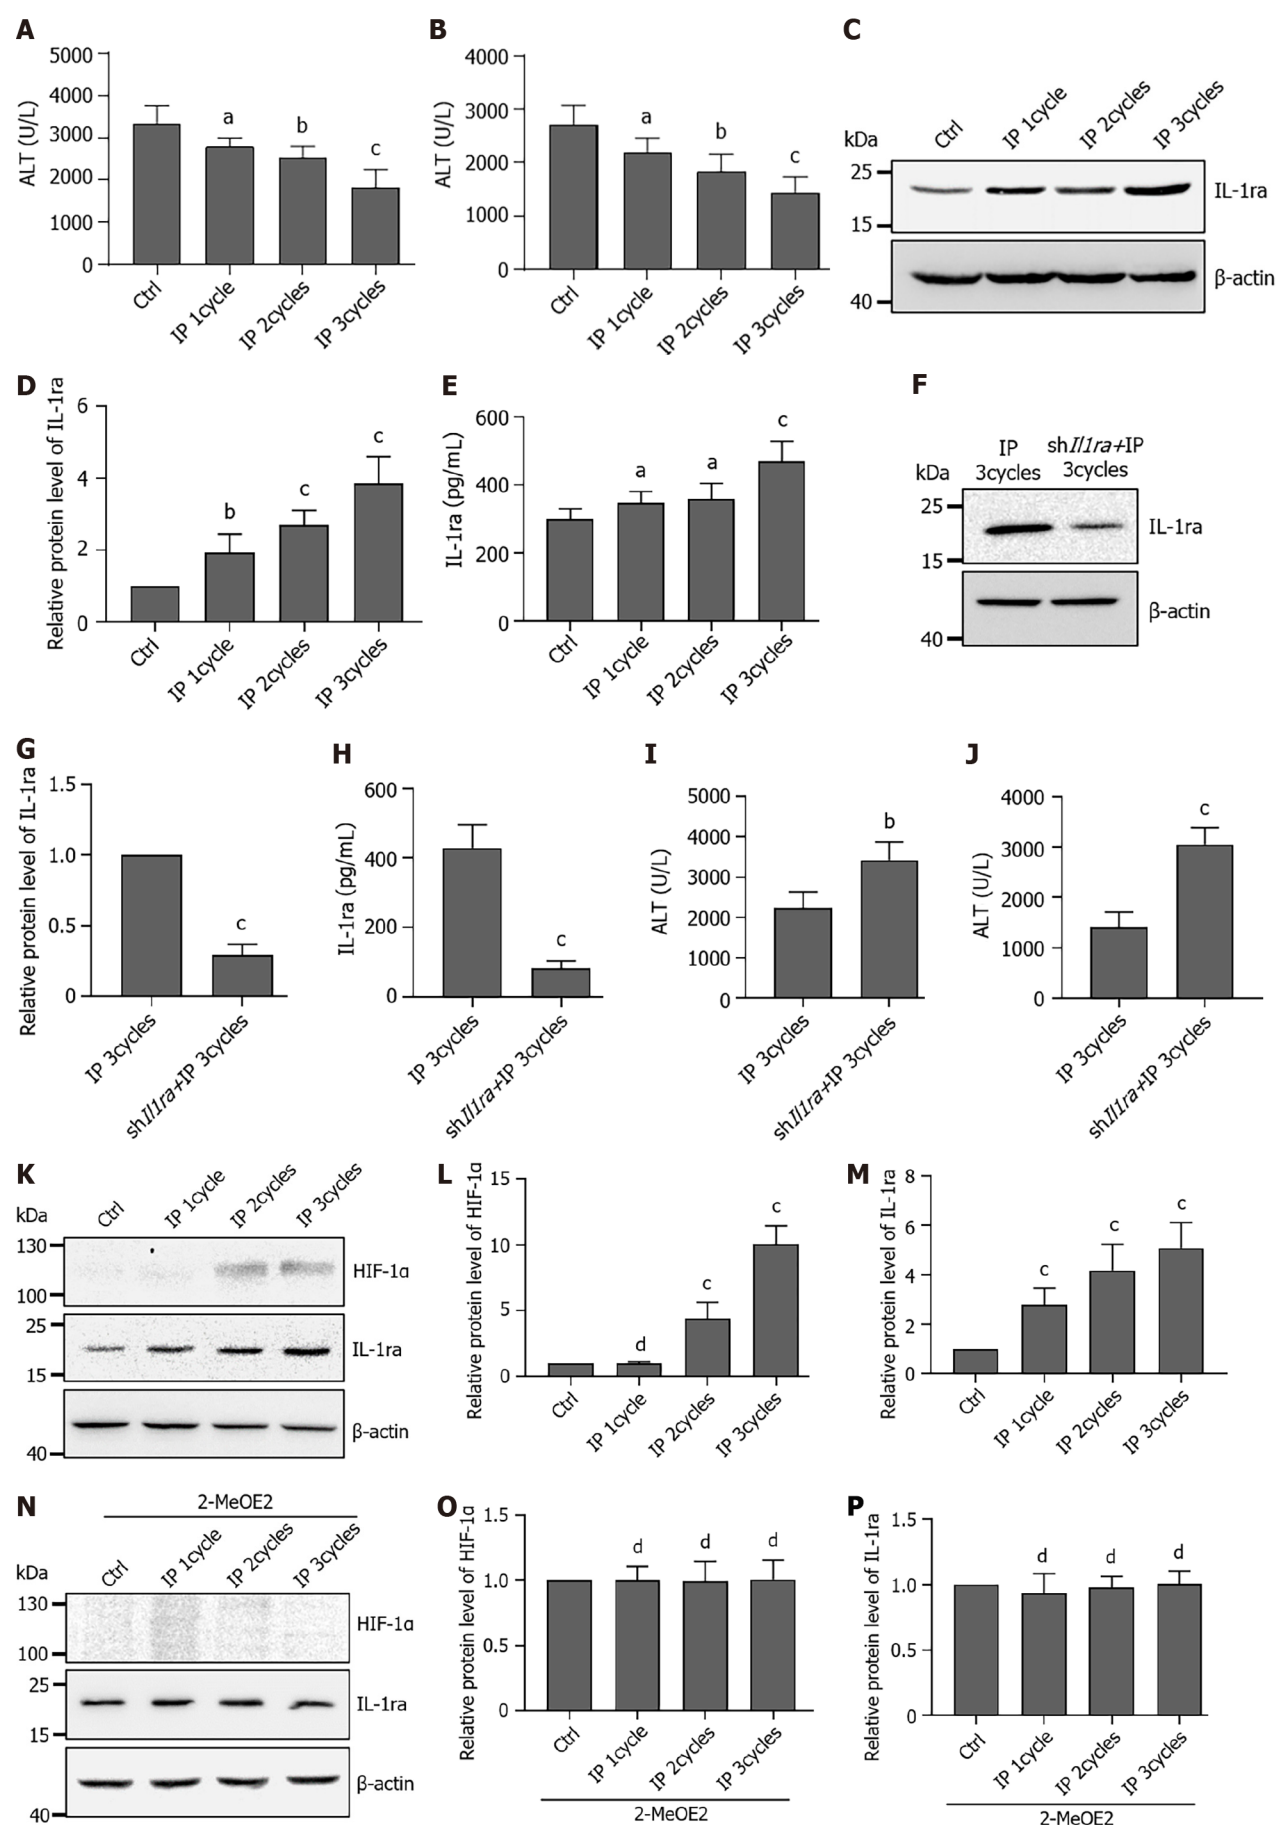 A
ALT (U/L)
5000
4000
3000
2000
1000
0
a
b
c
Ctrl
IP 1cycle
IP 2cycles
IP 3cycles
B
ALT (U/L)
4000
3000
2000
1000
0
a
b
c
Ctrl
IP 1cycle
IP 2cycles
IP 3cycles
C
kDa
Ctrl
IP 1cycle
IP 2cycles
IP 3cycles
25
15
IL-1ra
40
β-actin
D
Relative protein level of IL-1ra
6
4
2
0
b
c
c
Ctrl
IP 1cycle
IP 2cycles
IP 3cycles
E
IL-1ra (pg/mL)
600
400
200
0
a
a
c
Ctrl
IP 1cycle
IP 2cycles
IP 3cycles
F
kDa
IP
3cycles
shIl1ra+IP
3cycles
25
15
IL-1ra
40
β-actin
G
Relative protein level of IL-1ra
1.5
1.0
0.5
0
c
IP 3cycles
shIl1ra+IP 3cycles
H
IL-1ra (pg/mL)
600
400
200
0
c
IP 3cycles
shIl1ra+IP 3cycles
I
ALT (U/L)
5000
4000
3000
2000
1000
0
b
IP 3cycles
shIl1ra+IP 3cycles
J
ALT (U/L)
4000
3000
2000
1000
0
c
IP 3cycles
shIl1ra+IP 3cycles
K
kDa
Ctrl
IP 1cycle
IP 2cycles
IP 3cycles
130
100
HIF-1α
25
15
IL-1ra
40
β-actin
L
Relative protein level of HIF-1α
15
10
5
0
d
c
c
Ctrl
IP 1cycle
IP 2cycles
IP 3cycles
M
Relative protein level of IL-1ra
8
6
4
2
0
c
c
c
Ctrl
IP 1cycle
IP 2cycles
IP 3cycles
N
2-MeOE2
kDa
Ctrl
IP 1cycle
IP 2cycles
IP 3cycles
130
100
HIF-1α
25
15
IL-1ra
40
β-actin
O
Relative protein level of HIF-1α
1.5
1.0
0.5
0
d
d
d
Ctrl
IP 1cycle
IP 2cycles
IP 3cycles
2-MeOE2
P
Relative protein level of IL-1ra
1.5
1.0
0.5
0
d
d
d
Ctrl
IP 1cycle
IP 2cycles
IP 3cycles
2-MeOE2